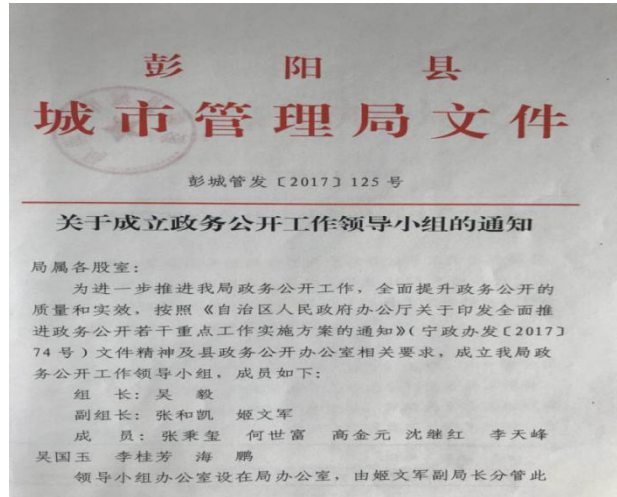 彭阳县
城市管理局文件
彭城管发〔2017〕125号
关于成立政务公开工作领导小组的通知
局属各股室：
为进一步推进我局政务公开工作，全面提升政务公开的
质量和实效，按照《自治区人民政府办公厅关于印发全面推
进政务公开若干重点工作实施方案的通知》（宁政办发〔2017〕
74号）文件精神及县政务公开办公室相关要求，成立我局政
务公开工作领导小组，成员如下：
组 长：吴 毅
副组长：张和凯 姬文军
成 员：张秉玺 何世富 高金元 沈继红 李天峰
吴国玉 李桂芳 海 鹏
领导小组办公室设在局办公室，由姬文军副局长分管此